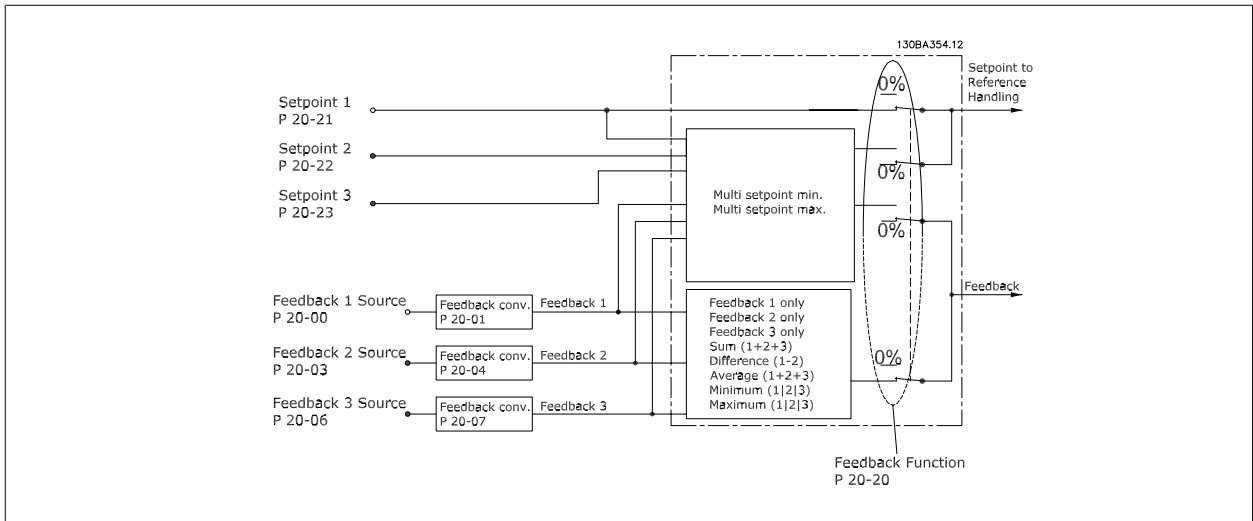 130BA354.12
Setpoint to
Reference
Handling
0%
Setpoint 1
P 20-21
Setpoint 2
P 20-22
0%
Setpoint 3
P 20-23
Multi setpoint min.
Multi setpoint max.
0%
Feedback
Feedback 1 Source
P 20-00
Feedback conv.
P 20-01
Feedback 1
Feedback 2 Source
P 20-03
Feedback conv.
P 20-04
Feedback 2
Feedback 3 Source
P 20-06
Feedback conv.
P 20-07
Feedback 3
Feedback 1 only
Feedback 2 only
Feedback 3 only
Sum (1+2+3)
Difference (1-2)
Average (1+2+3)
Minimum (1|2|3)
Maximum (1|2|3)
0%
Feedback Function
P 20-20